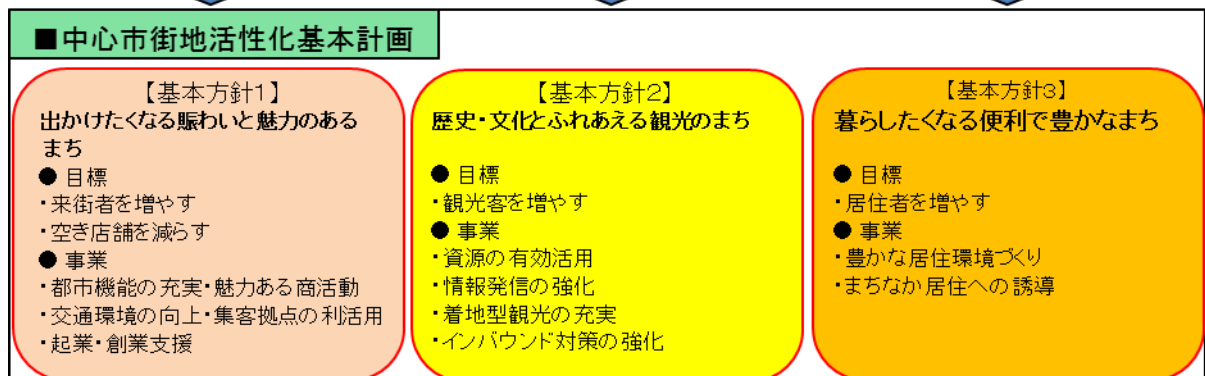 ■中心市街地活性化基本計画
【基本方針1】
出かけたくなる賑わいと魅力のある
まち
● 目標
・来街者を増やす
・空き店舗を減らす
● 事業
・都市機能の充実・魅力ある商活動
・交通環境の向上・集客拠点の利活用
・起業・創業支援
【基本方針2】
歴史・文化とふれあえる観光のまち
● 目標
・観光客を増やす
● 事業
・資源の有効活用
・情報発信の強化
・着地型観光の充実
・インバウンド対策の強化
【基本方針3】
暮らしたくなる便利で豊かなまち
● 目標
・居住者を増やす
● 事業
・豊かな居住環境づくり
・まちなか居住への誘導